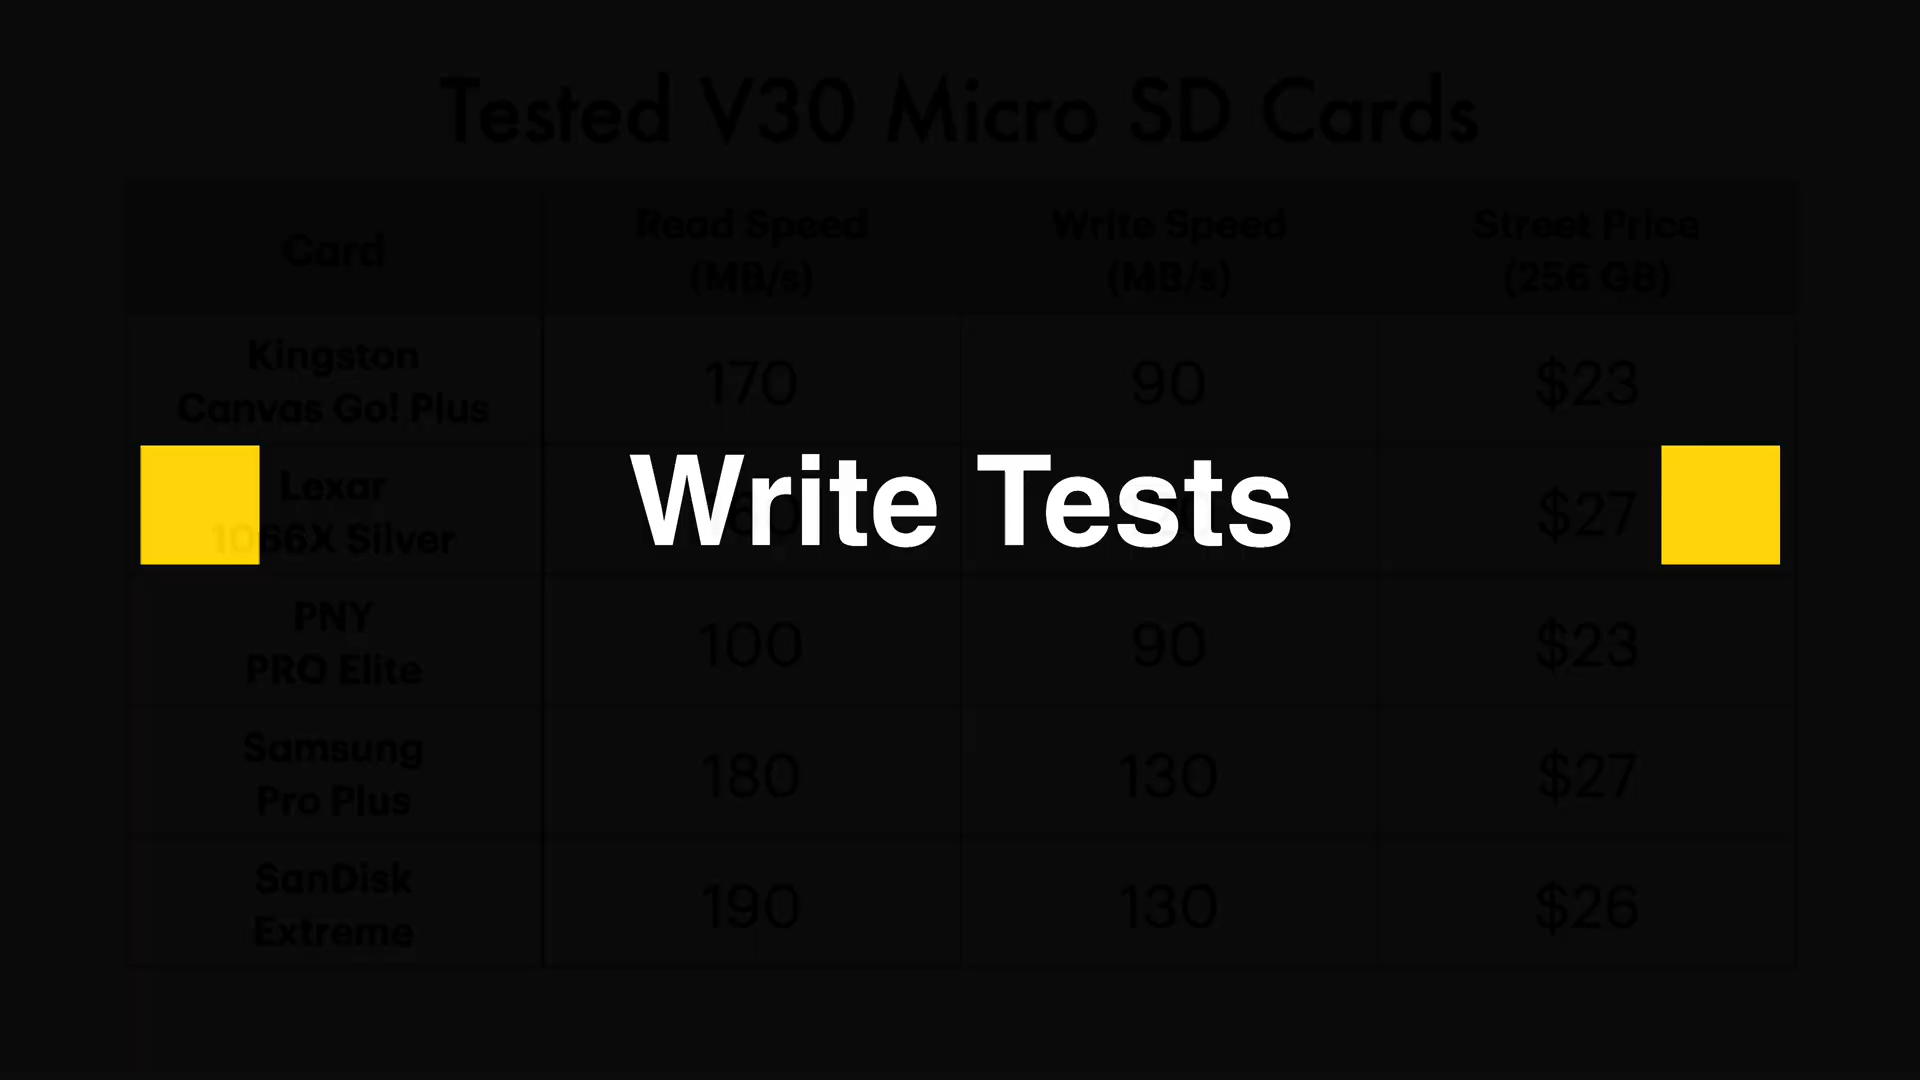 Tested V30 Micro SD Cards
Card
Read Speed
(MB/s)
Write Speed
(MB/s)
Street Price
(256 GB)
Kingston
Canvas Go! Plus
170
90
$23
Write Tests
Lexar
1066X Silver
$27
PNY
PRO Elite
100
90
$23
Samsung
Pro Plus
180
130
$27
SanDisk
Extreme
190
130
$26